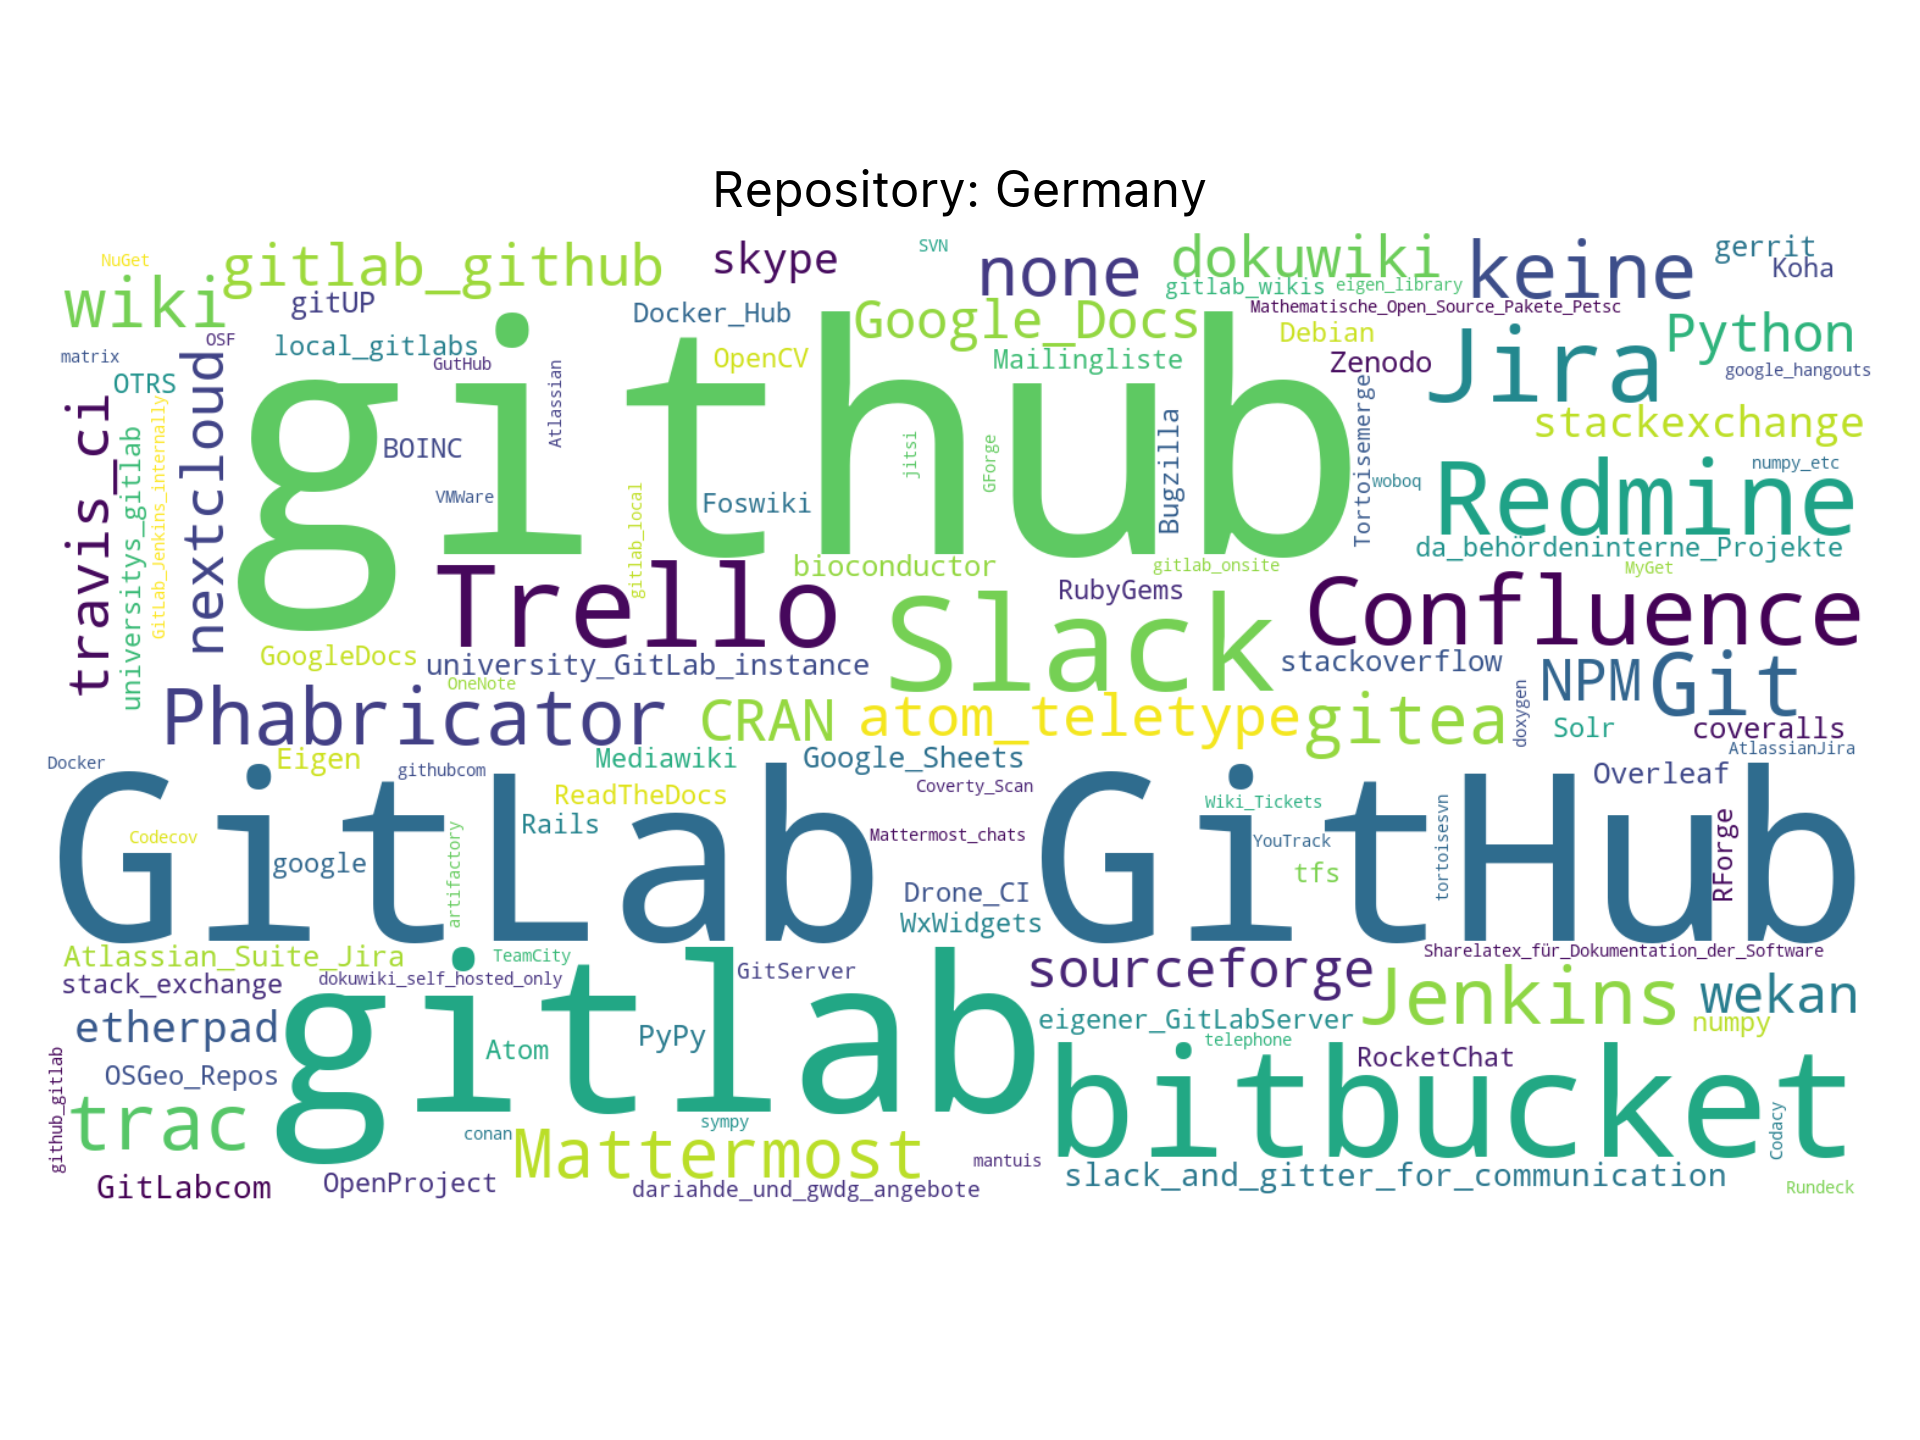 Repository: Germany
NuGet
gitlab_github
skype
SVN
none
dokuwiki
keine
gerrit
Koha
wiki
gitUP
Docker_Hub
Google_Docs
gitlab_wikis
eigen_library
Mathematische_Open_Source_Pakete_Petsc
OSF
local_gitlabs
GutHub
github
OpenCV
Mailingliste
Debian
Zenodo
Jira
Python
google_hangouts
matrix
OTRS
travis_ci
universitys_gitlab
GitLab_Jenkins_internally
nextcloud
Atlassian
BOINC
VMWare
gitlab_local
Foswiki
jitsi
GForge
Bugzilla
Tortoisemerge
stackexchange
woboq
numpy_etc
Redmine
da_behördeninterne_Projekte
Trello
bioconductor
gitlab_onsite
MyGet
RubyGems
Slack
Confluence
GoogleDocs
university_GitLab_instance
OneNote
stackoverflow
NPM
Git
Phabricator
CRAN
atom_teletype
gitea
doxygen
Solr
coveralls
AtlassianJira
Docker
Eigen
githubcom
Mediawiki
Google_Sheets
Coverty_Scan
Overleaf
GitLab
GitHub
ReadTheDocs
Codecov
Rails
google
artifactory
Mattermost_chats
Wiki_Tickets
YouTrack
tfs
tortoisesvn
RForge
Drone_CI
WxWidgets
Atlassian_Suite_Jira
TeamCity
stack_exchange
dokuwiki_self_hosted_only
GitServer
sourceforge
Sharelatex_für_Dokumentation_der_Software
Jenkins
wekan
numpy
etherpad
gitlab
Atom
PyPy
eigener_GitLabServer
telephone
RocketChat
OSGeo_Repos
github_gitlab
trac
bitbucket
Codacy
conan
sympy
Mattermost
mantuis
slack_and_gitter_for_communication
GitLabcom
OpenProject
dariahde_und_gwdg_angebote
Rundeck